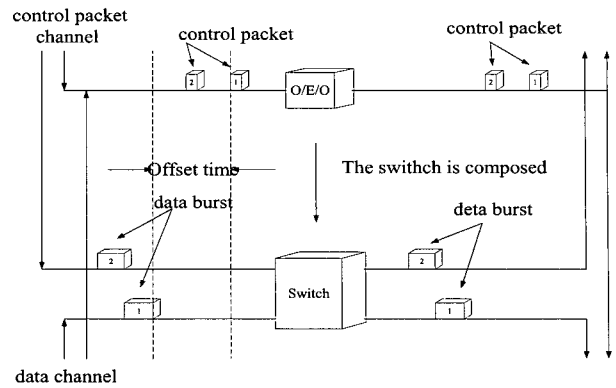 control packet
channel
control packet
control packet
2
1
O/E/O
2
1
Offset time
The swithch is composed
data burst
deta burst
2
2
Switch
1
1
data channel